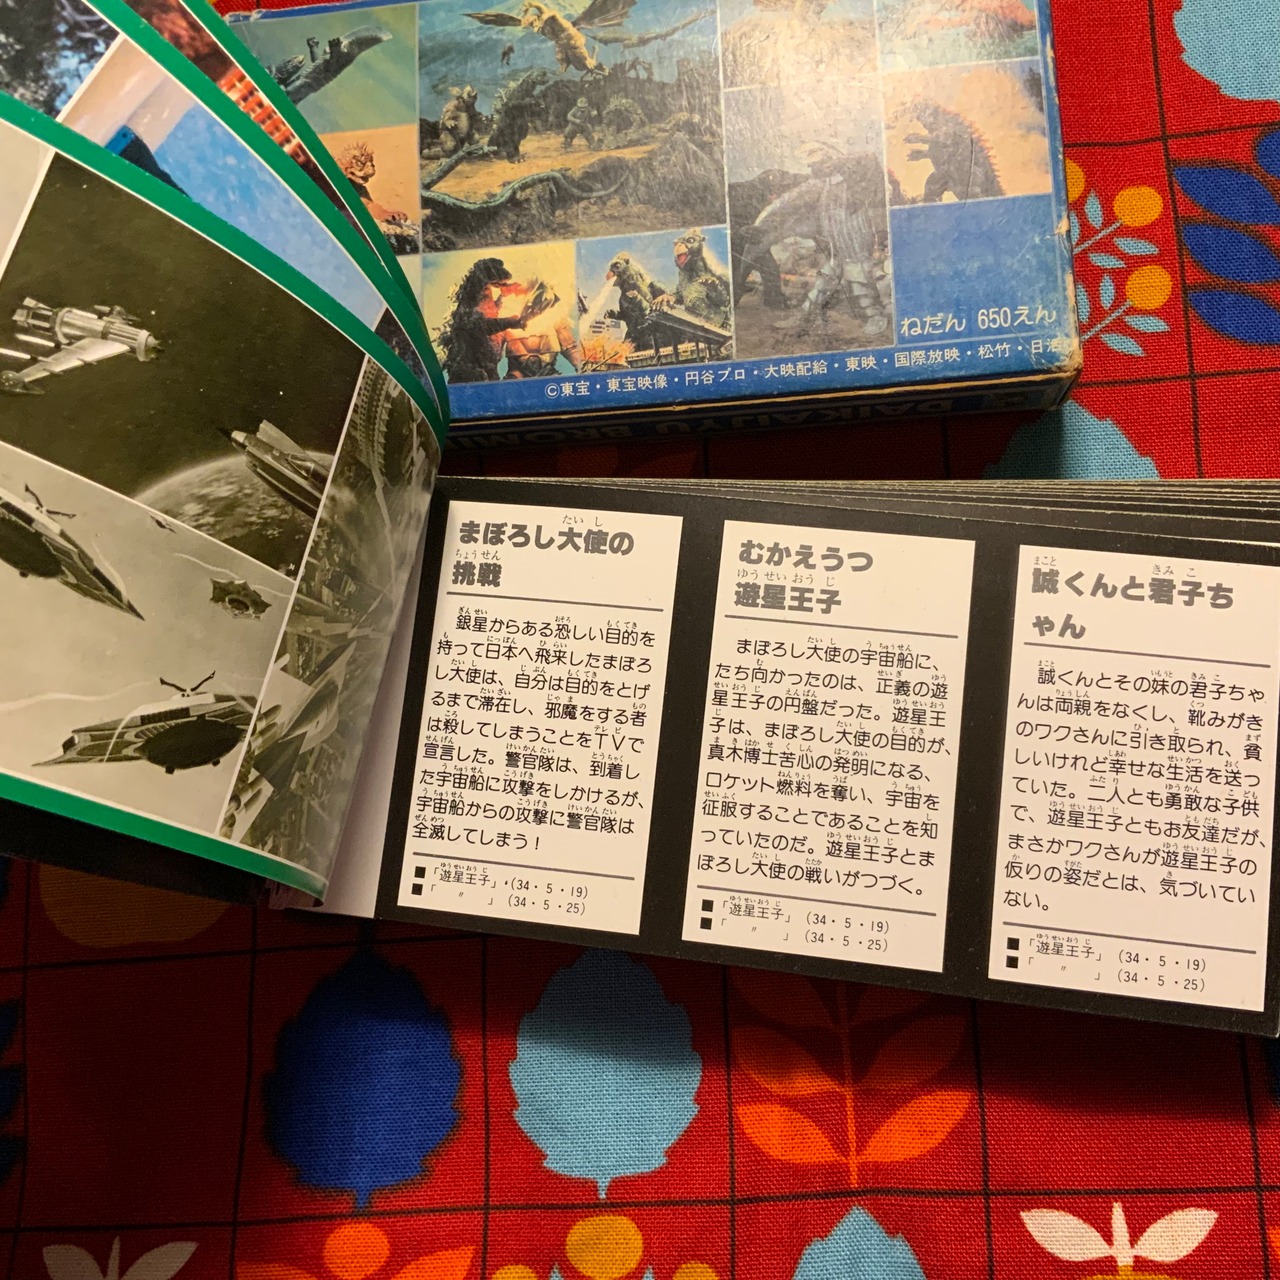 ねだん 650えん
©東宝・東宝映像・円谷プロ・大映配給・東映・国際放映・松竹・日活
DAIKAIJYU BROMI
まぼろし大使の
挑戦
銀星からある恐しい目的を
持って日本へ飛来したまぼろ
し大使は、自分は目的をとげ
るまで滞在し、邪魔をする者
は殺してしまうことをTVで
宣言した。警官隊は、到着し
た宇宙船に攻撃をしかけるが、
宇宙船からの攻撃に警官隊は
全滅してしまう！
■「遊星王子」(34・5・19)
■「 〃 」(34・5・25)
むかえうつ
遊星王子
まぼろし大使の宇宙船に、
たち向かったのは、正義の遊
星王子の円盤だった。遊星王
子は、まぼろし大使の目的が、
真木博士苦心の発明になる、
ロケット燃料を奪い、宇宙を
征服することであることを知
っていたのだ。遊星王子とま
ぼろし大使の戦いがつづく。
■「遊星王子」(34・5・19)
■「 〃 」(34・5・25)
誠くんと君子ち
ゃん
誠くんとその妹の君子ちゃ
んは両親をなくし、靴みがき
のワクさんに引き取られ、貧
しいけれど幸せな生活を送っ
ていた。二人とも勇敢な子供
で、遊星王子ともお友達だが、
まさかワクさんが遊星王子の
仮りの姿だとは、気づいてい
ない。
■「遊星王子」(34・5・19)
■「 〃 」(34・5・25)